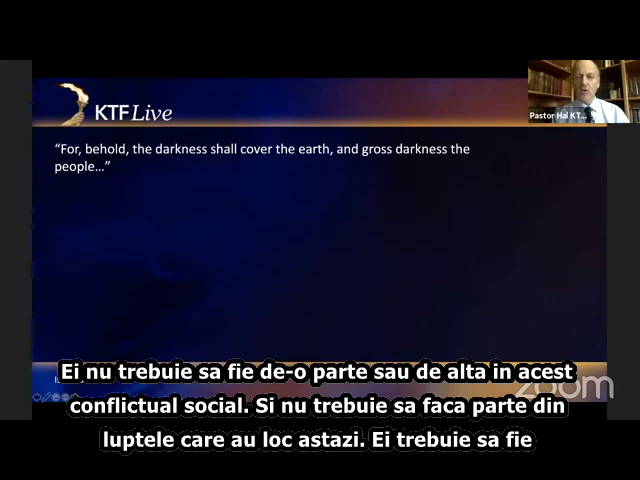 KTF Live
Pastor Hal KT...
“For, behold, the darkness shall cover the earth, and gross darkness the
people…”
Ei nu trebuie sa fie de-o parte sau de alta in acest
zoom
conflictual social. Si nu trebuie sa faca parte din
luptele care au loc astazi. Ei trebuie sa fie